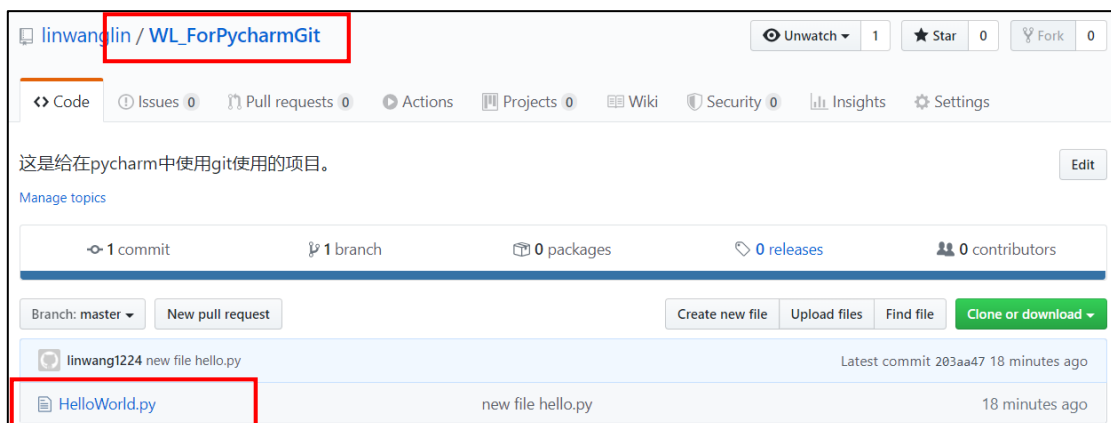 linwanglin / WL_ForPycharmGit Unwatch 1 Star 0 Fork 0
Code Issues 0 Pull requests 0 Actions Projects 0 Wiki Security 0 Insights Settings
这是给在pycharm中使用git使用的项目。 Edit
Manage topics
1 commit 1 branch 0 packages 0 releases 0 contributors
Branch: master New pull request Create new file Upload files Find file Clone or download
linwang1224 new file hello.py Latest commit 203aa47 18 minutes ago
HelloWorld.py new file hello.py 18 minutes ago